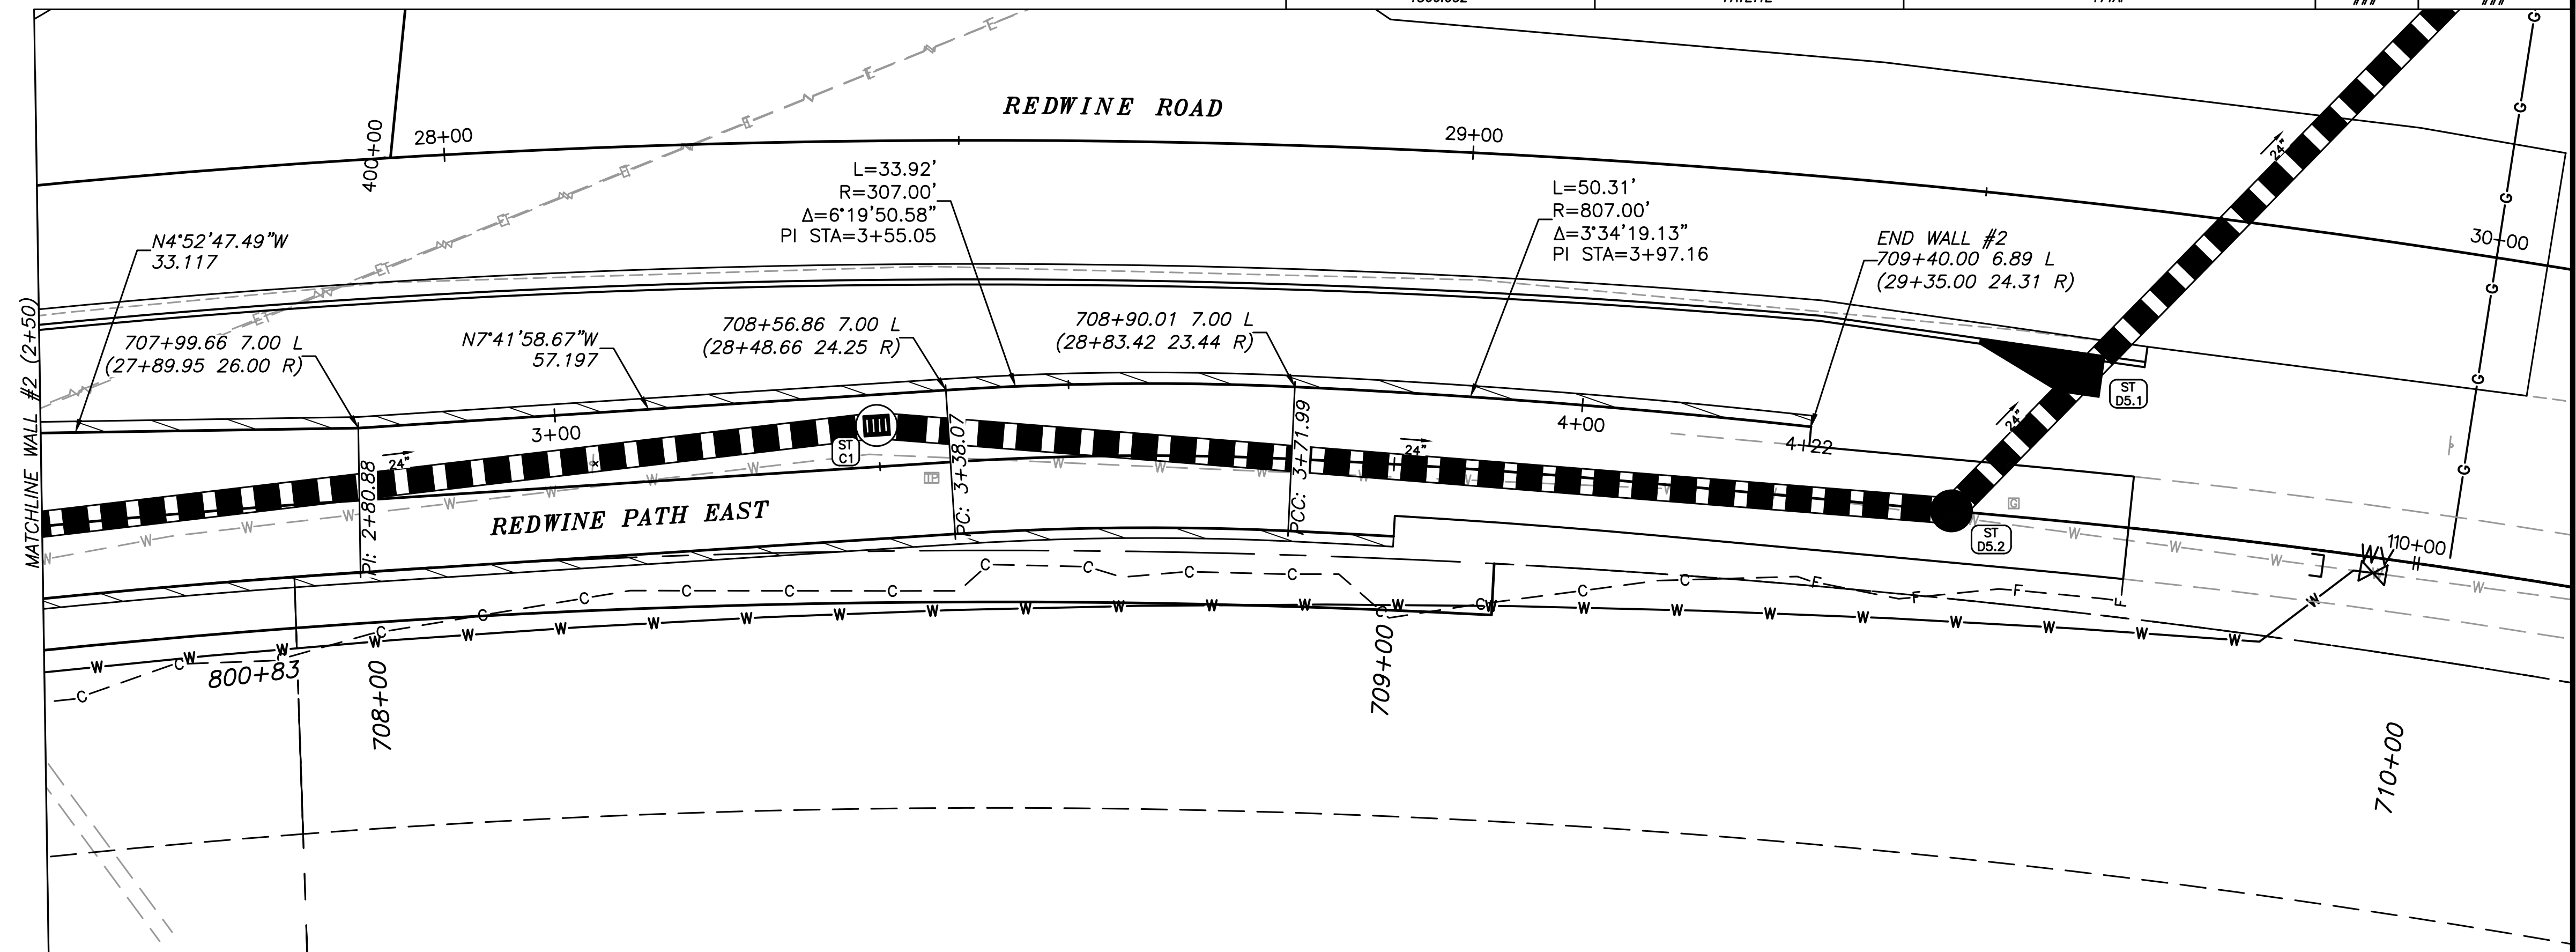 REDWINE ROAD
28+00
29+00
30+00
400+00
L=33.92'
R=307.00'
Δ=6°19'50.58"
PI STA=3+55.05
L=50.31'
R=807.00'
Δ=3°34'19.13"
PI STA=3+97.16
END WALL #2
709+40.00 6.89 L
(29+35.00 24.31 R)
N4°52'47.49"W
33.117
707+99.66 7.00 L
(27+89.95 26.00 R)
N7°41'58.67"W
57.197
708+56.86 7.00 L
(28+48.66 24.25 R)
708+90.01 7.00 L
(28+83.42 23.44 R)
MATCHLINE WALL #2 (2+50)
3+00
4+00
4+22
24"
24"
24"
24"
ST
C1
ST
D5.1
ST
D5.2
PI: 2+80.88
PC: 3+38.07
PCC: 3+71.99
REDWINE PATH EAST
TP
G
WV
110+00
800+83
708+00
709+00
710+00